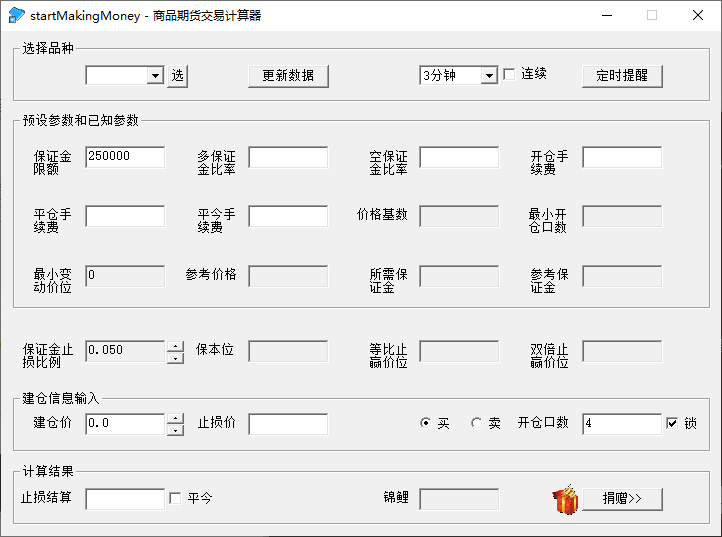 startMakingMoney - 商品期货交易计算器
选择品种
选 更新数据 3分钟 连续 定时提醒
预设参数和已知参数
保证金限额 250000 多保证金比率 空保证金比率 开仓手续费
平仓手续费 平今手续费 价格基数 最小开仓口数
最小变动价位 0 参考价格 所需保证金 参考保证金
保证金止损比例 0.050 保本位 等比止赢价位 双倍止赢价位
建仓信息输入
建仓价 0.0 止损价 买 卖 开仓口数 4 锁
计算结果
止损结算 平今 锦鲤 捐赠>>